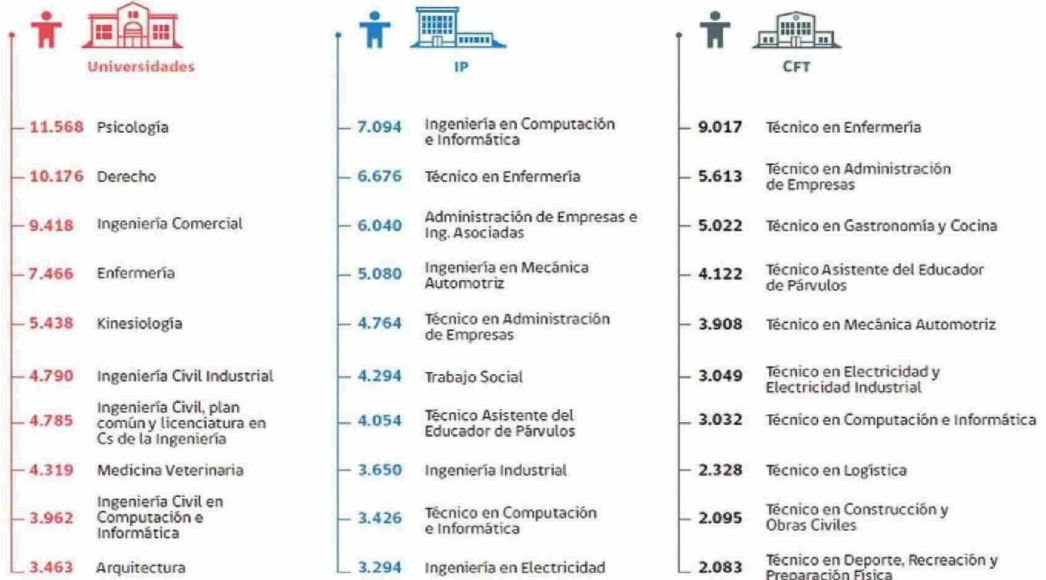 Universidades
11.568 Psicología
10.176 Derecho
9.418 Ingeniería Comercial
7.466 Enfermería
5.438 Kinesiología
4.790 Ingeniería Civil Industrial
4.785 Ingeniería Civil, plan
común y licenciatura en
Cs de la Ingeniería
4.319 Medicina Veterinaria
3.962 Ingeniería Civil en
Computación e
Informática
3.463 Arquitectura
IP
7.094 Ingeniería en Computación
e Informática
6.676 Técnico en Enfermería
6.040 Administración de Empresas e
Ing. Asociadas
5.080 Ingeniería en Mecánica
Automotriz
4.764 Técnico en Administración
de Empresas
4.294 Trabajo Social
4.054 Técnico Asistente del
Educador de Párvulos
3.650 Ingeniería Industrial
3.426 Técnico en Computación
e Informática
3.294 Ingeniería en Electricidad
CFT
9.017 Técnico en Enfermería
5.613 Técnico en Administración
de Empresas
5.022 Técnico en Gastronomía y Cocina
4.122 Técnico Asistente del Educador
de Párvulos
3.908 Técnico en Mecánica Automotriz
3.049 Técnico en Electricidad y
Electricidad Industrial
3.032 Técnico en Computación e Informática
2.328 Técnico en Logística
2.095 Técnico en Construcción y
Obras Civiles
2.083 Técnico en Deporte, Recreación y
Preparación Física